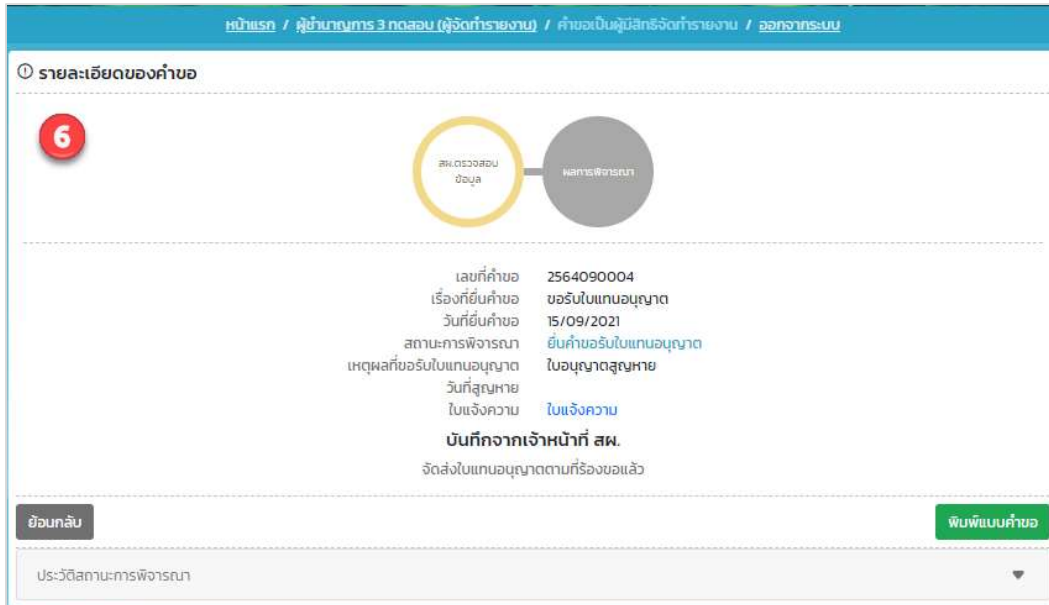 หน้าแรก / ผู้ชำนาญการ 3 ทดสอบ (ผู้จัดทำรายงาน) / คำขอเป็นผู้มีสิทธิจัดทำรายงาน / ออกจากระบบ
รายละเอียดของคำขอ
6
สผ.ตรวจสอบ
ข้อมูล
ผลการพิจารณา
เลขที่คำขอ 2564090004
เรื่องที่ยื่นคำขอ ขอรับใบแทนอนุญาต
วันที่ยื่นคำขอ 15/09/2021
สถานะการพิจารณา ยื่นคำขอรับใบแทนอนุญาต
เหตุผลที่ขอรับใบแทนอนุญาต ใบอนุญาตสูญหาย
วันที่สูญหาย
ใบแจ้งความ ใบแจ้งความ
บันทึกจากเจ้าหน้าที่ สผ.
จัดส่งใบแทนอนุญาตตามที่ร้องขอแล้ว
ย้อนกลับ พิมพ์แบบคำขอ
ประวัติสถานะการพิจารณา